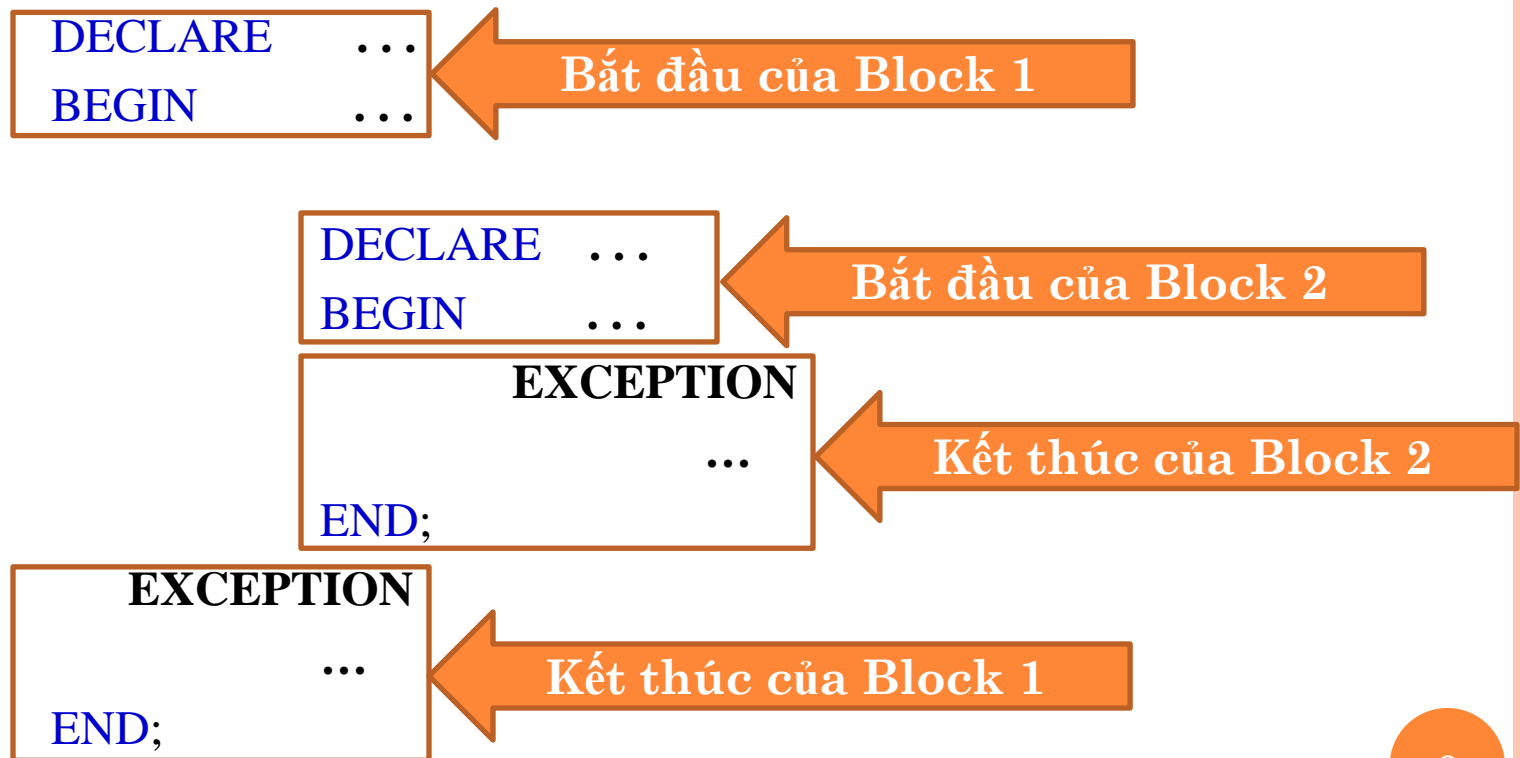 DECLARE ...
Bắt đầu của Block 1
BEGIN ...
DECLARE ...
Bắt đầu của Block 2
BEGIN ...
EXCEPTION
...
Kết thúc của Block 2
END;
EXCEPTION
...
Kết thúc của Block 1
END;